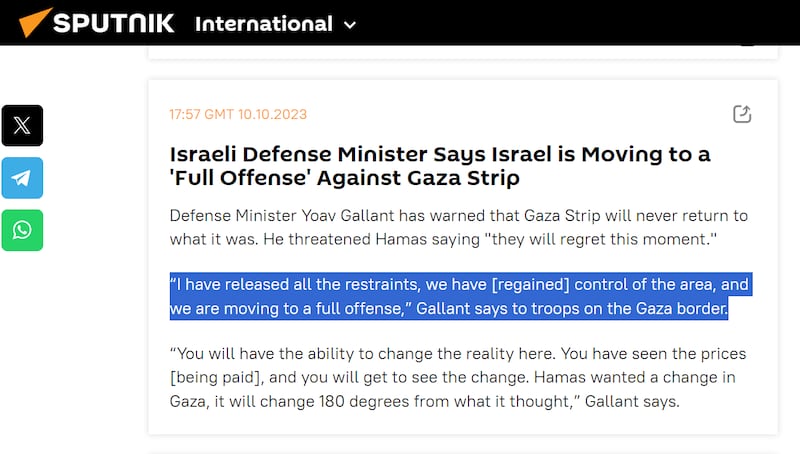 SPUTNIK International
17:57 GMT 10.10.2023
Israeli Defense Minister Says Israel is Moving to a
'Full Offense' Against Gaza Strip
Defense Minister Yoav Gallant has warned that Gaza Strip will never return to
what it was. He threatened Hamas saying "they will regret this moment."
“I have released all the restraints, we have [regained] control of the area, and
we are moving to a full offense,” Gallant says to troops on the Gaza border.
“You will have the ability to change the reality here. You have seen the prices
[being paid], and you will get to see the change. Hamas wanted a change in
Gaza, it will change 180 degrees from what it thought,” Gallant says.